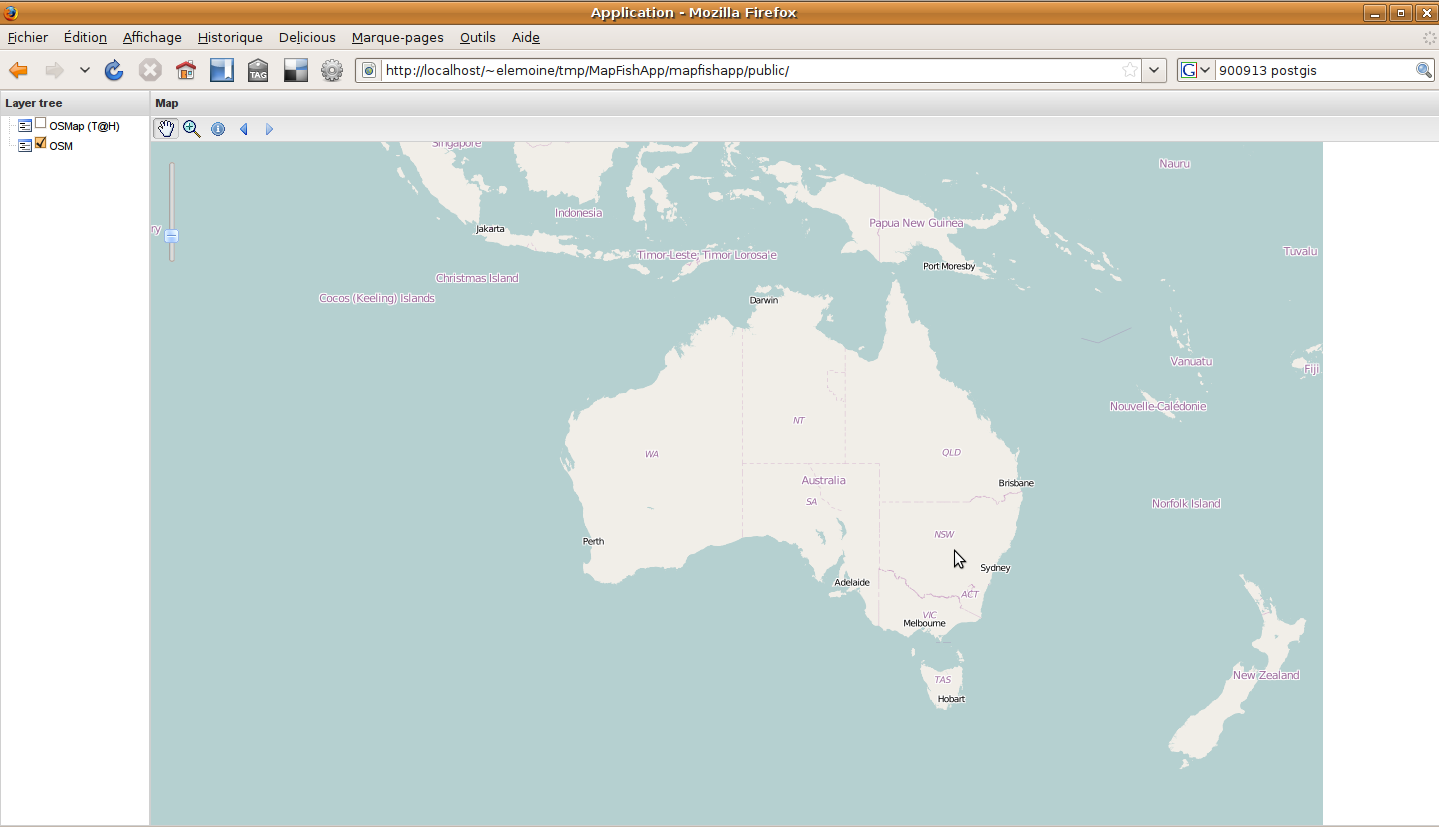 Application - Mozilla Firefox
Fichier Édition Affichage Historique Delicious Marque-pages Outils Aide
TAG
http://localhost/~elemoine/tmp/MapFishApp/mapfishapp/public/
G
900913 postgis
Layer tree
Map
OSMap (T@H)
OSM
Singapore
Nauru
Indonesia
Papua New Guinea
ry
Jakarta
Timor-Leste; Timor Lorosa'e
Tuvalu
Port Moresby
Christmas Island
Cocos (Keeling) Islands
Darwin
Vanuatu
Fiji
Nouvelle-Calédonie
NT
WA
QLD
Australia
Brisbane
SA
Norfolk Island
NSW
Perth
Sydney
Adelaide
ACT
VIC
Melbourne
New Zealand
TAS
Hobart